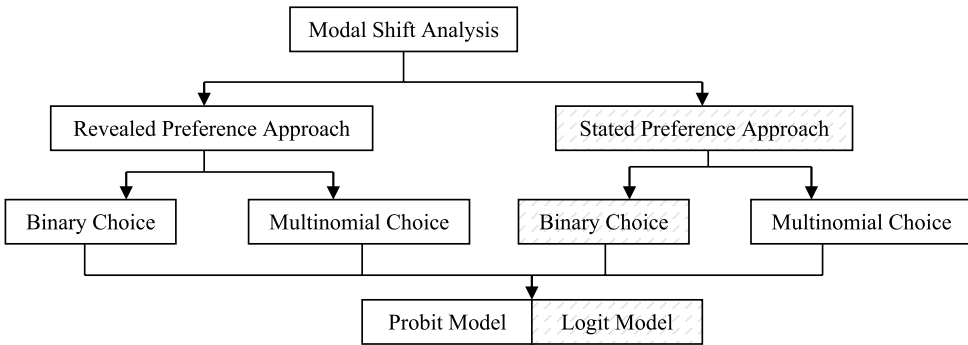 Modal Shift Analysis
Revealed Preference Approach
Stated Preference Approach
Binary Choice
Multinomial Choice
Binary Choice
Multinomial Choice
Probit Model
Logit Model